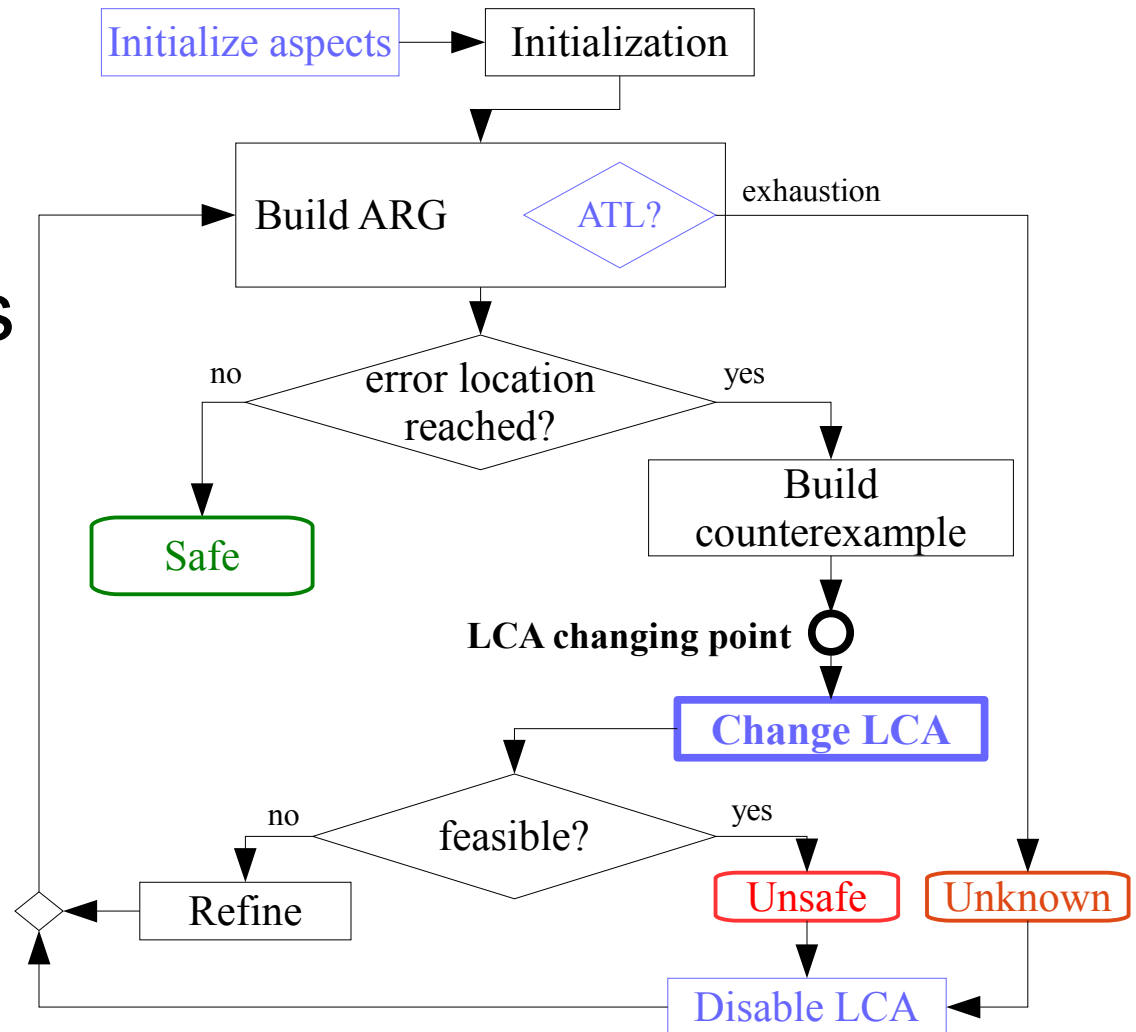 Initialize aspects
Initialization
Build ARG
ATL?
exhaustion
s
no
error location
reached?
yes
Build
counterexample
Safe
LCA changing point
Change LCA
no
feasible?
yes
Refine
Unsafe
Unknown
Disable LCA